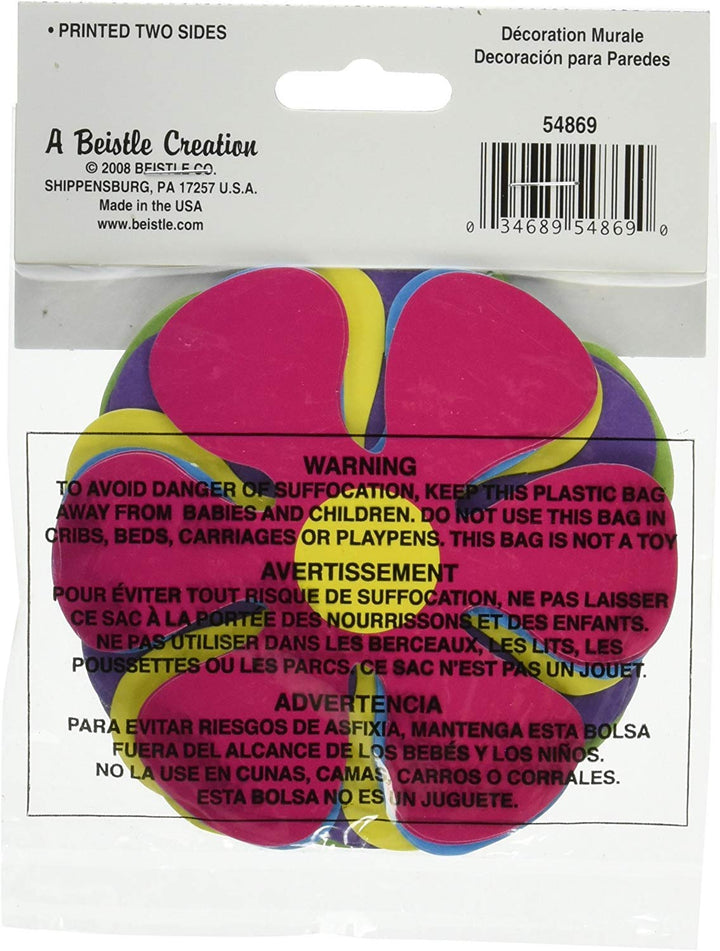 • PRINTED TWO SIDES
Décoration Murale
Decoración para Paredes
A Beistle Creation
© 2008 BEISTLE CO.
SHIPPENSBURG, PA 17257 U.S.A.
Made in the USA
www.beistle.com
54869
0 34689 54869 0
WARNING
TO AVOID DANGER OF SUFFOCATION, KEEP THIS PLASTIC BAG
AWAY FROM BABIES AND CHILDREN. DO NOT USE THIS BAG IN
CRIBS, BEDS, CARRIAGES OR PLAYPENS. THIS BAG IS NOT A TOY
AVERTISSEMENT
POUR ÉVITER TOUT RISQUE DE SUFFOCATION, NE PAS LAISSER
CE SAC À LA PORTÉE DES NOURRISSONS ET DES ENFANTS.
NE PAS UTILISER DANS LES BERCEAUX, LES LITS, LES
POUSSETTES OU LES PARCS. CE SAC N'EST PAS UN JOUET.
ADVERTENCIA
PARA EVITAR RIESGOS DE ASFIXIA, MANTENGA ESTA BOLSA
FUERA DEL ALCANCE DE LOS BEBÉS Y LOS NIÑOS.
NO LA USE EN CUNAS, CAMAS, CARROS O CORRALES.
ESTA BOLSA NO ES UN JUGUETE.